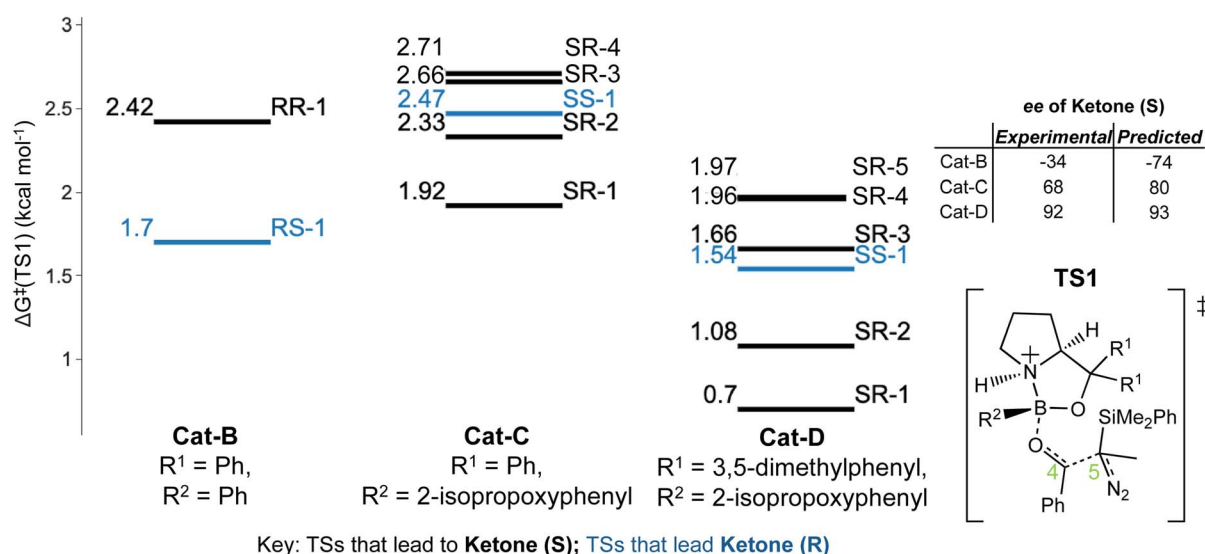 ΔG‡(TS1) (kcal mol⁻¹)
3
2.5
2
1.5
1
2.42 RR-1
1.7 RS-1
2.71 SR-4
2.66 SR-3
2.47 SS-1
2.33 SR-2
1.92 SR-1
1.97 SR-5
1.96 SR-4
1.66 SR-3
1.54 SS-1
1.08 SR-2
0.7 SR-1
Cat-B
R¹ = Ph,
R² = Ph
Cat-C
R¹ = Ph,
R² = 2-isopropoxyphenyl
Cat-D
R¹ = 3,5-dimethylphenyl,
R² = 2-isopropoxyphenyl
ee of Ketone (S)
Experimental Predicted
Cat-B -34 -74
Cat-C 68 80
Cat-D 92 93
TS1
‡
H
R¹
H N + R¹
R² B O
SiMe₂Ph
O
4 5
Ph N₂
Key: TSs that lead to Ketone (S); TSs that lead Ketone (R)